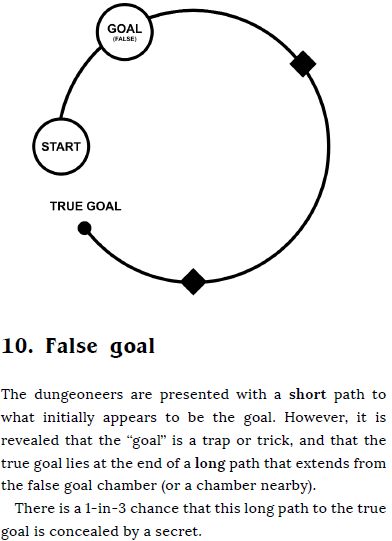 GOAL
(FALSE)
START
TRUE GOAL
10. False goal
The dungeoneers are presented with a short path to
what initially appears to be the goal. However, it is
revealed that the “goal” is a trap or trick, and that the
true goal lies at the end of a long path that extends from
the false goal chamber (or a chamber nearby).
There is a 1-in-3 chance that this long path to the true
goal is concealed by a secret.